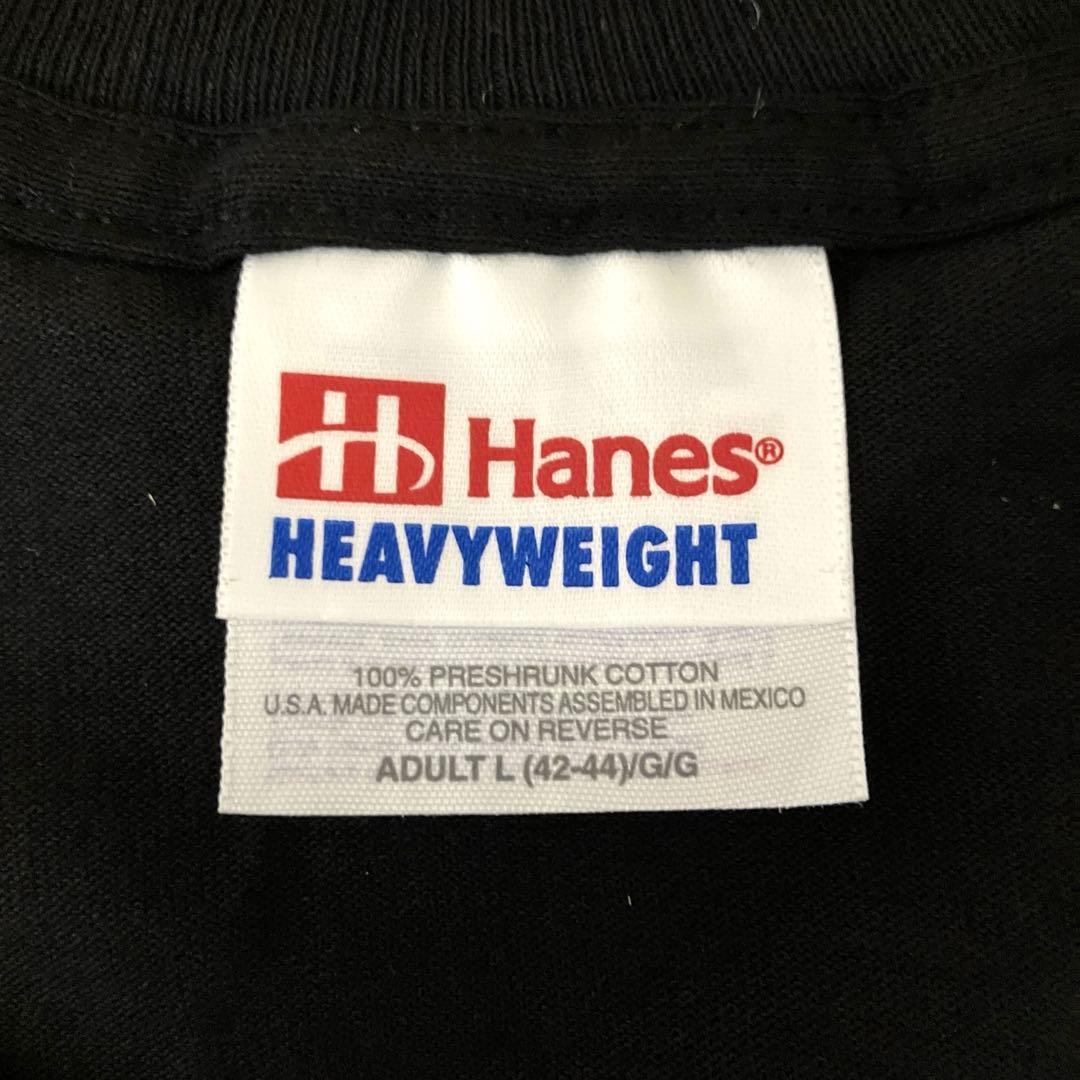 H Hanes®
HEAVYWEIGHT
100% PRESHRUNK COTTON
U.S.A. MADE COMPONENTS ASSEMBLED IN MEXICO
CARE ON REVERSE
ADULT L (42-44)/G/G